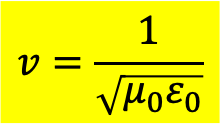 v = 1 / √(μ₀ε₀)